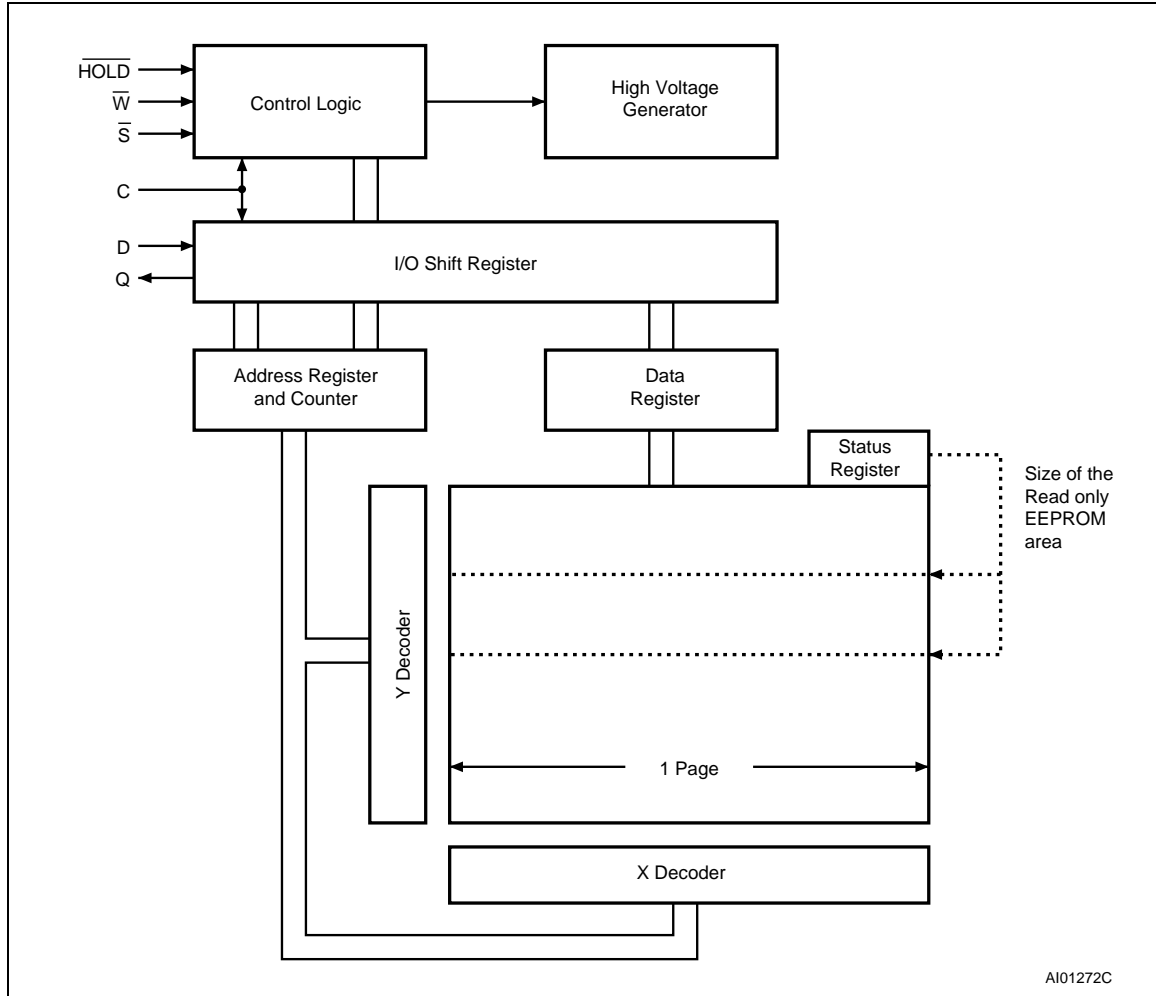 HOLD
W
S
C
D
Q
Control Logic
High Voltage
Generator
I/O Shift Register
Address Register
and Counter
Data
Register
Status
Register
Size of the
Read only
EEPROM
area
Y Decoder
1 Page
X Decoder
AI01272C